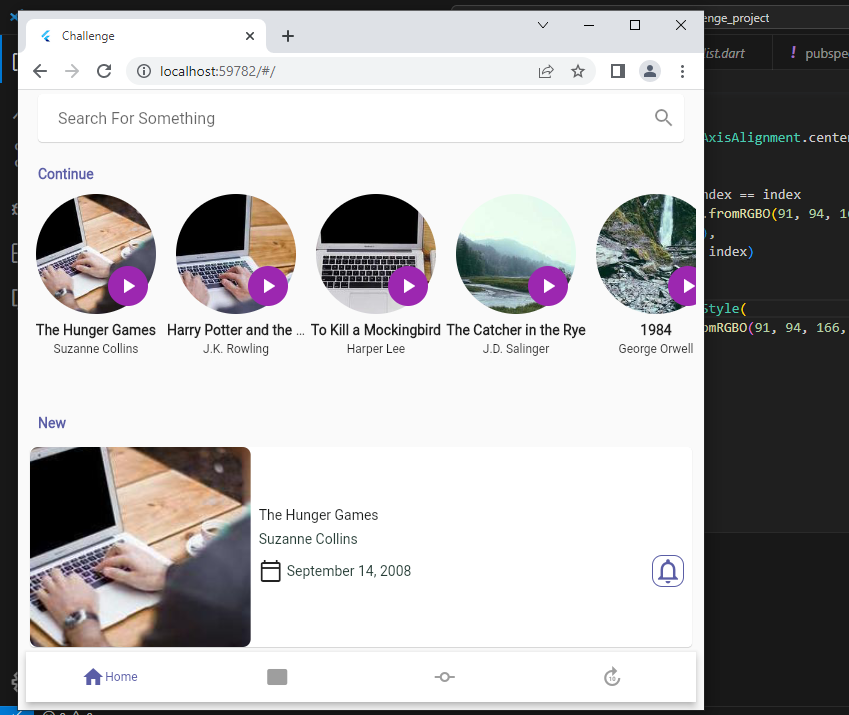 Challenge
enge_project
localhost:59782/#/
list.dart
! pubspe
Search For Something
AxisAlignment.cente
Continue
ndex == index
.fromRGBO(91, 94, 16
),
index)
The Hunger Games
Harry Potter and the ...
To Kill a Mockingbird
The Catcher in the Rye
1984
Suzanne Collins
J.K. Rowling
Harper Lee
J.D. Salinger
George Orwell
Style(
omRGBO(91, 94, 166,
New
The Hunger Games
Suzanne Collins
September 14, 2008
Home
10